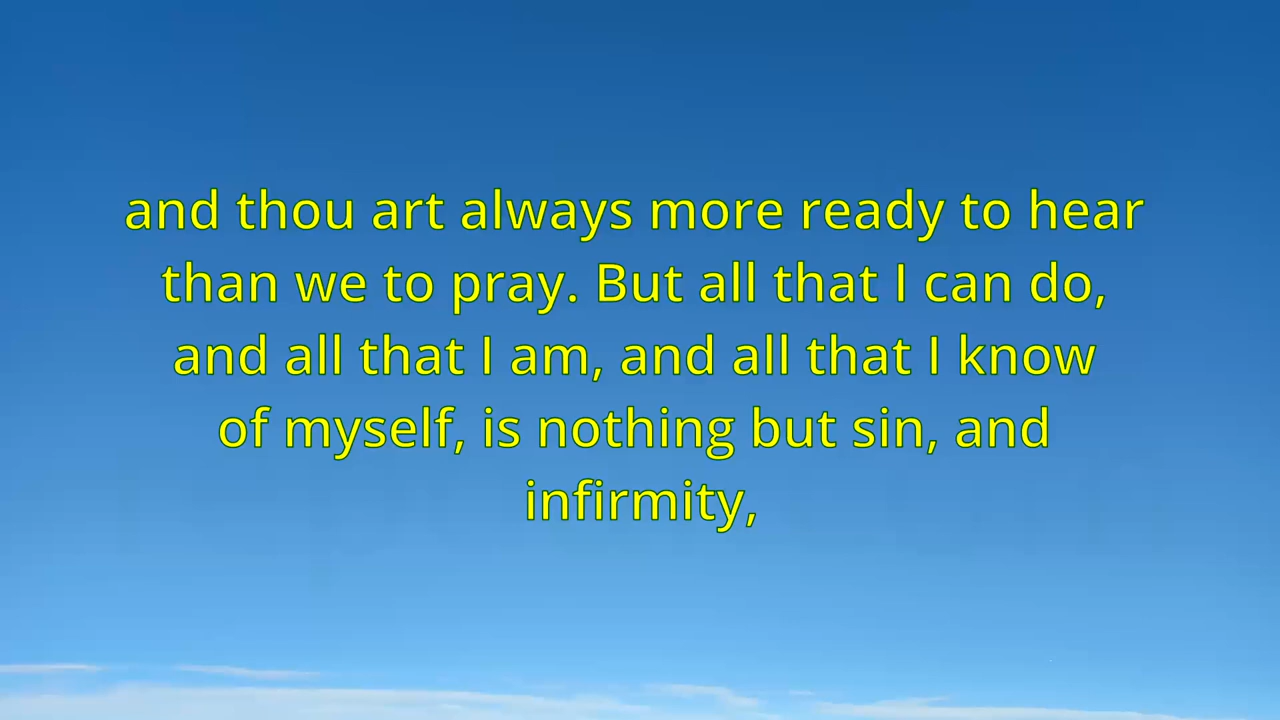 and thou art always more ready to hear
than we to pray. But all that I can do,
and all that I am, and all that I know
of myself, is nothing but sin, and
infirmity,